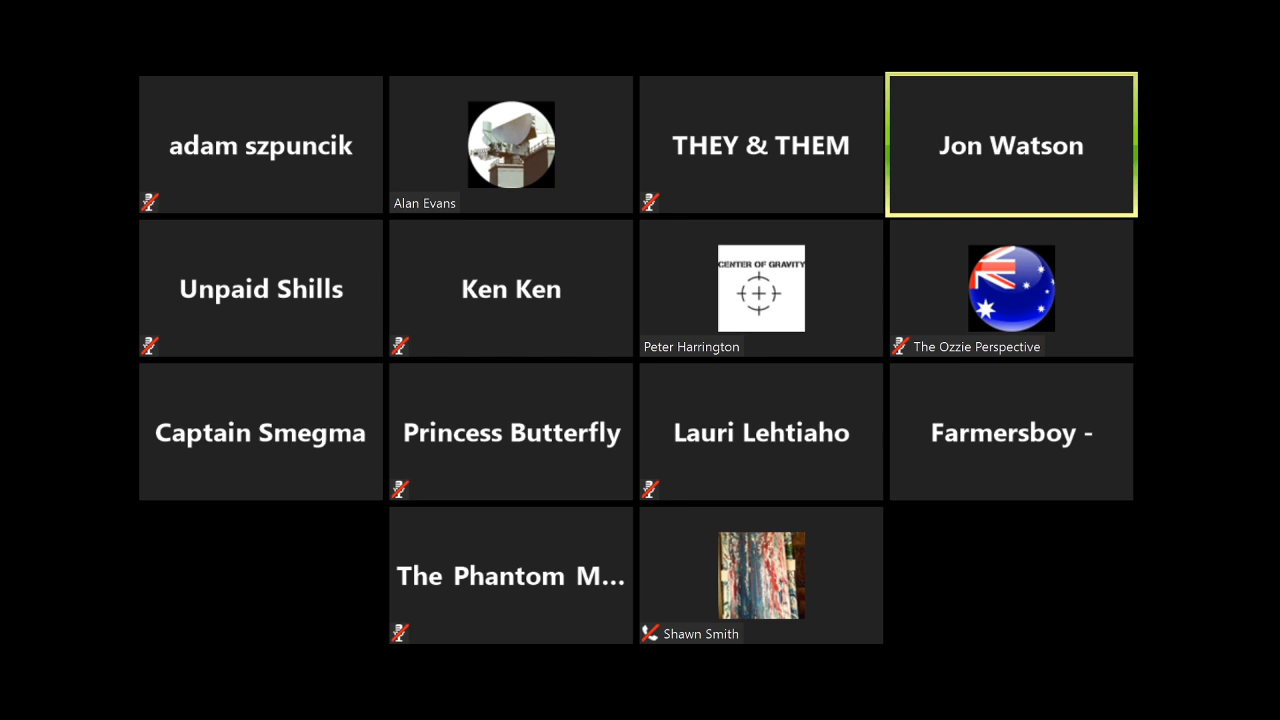 adam szpuncik
Alan Evans
THEY & THEM
Jon Watson
Unpaid Shills
Ken Ken
CENTER OF GRAVITY
Peter Harrington
The Ozzie Perspective
Captain Smegma
Princess Butterfly
Lauri Lehtiaho
Farmersboy -
The Phantom M...
Shawn Smith